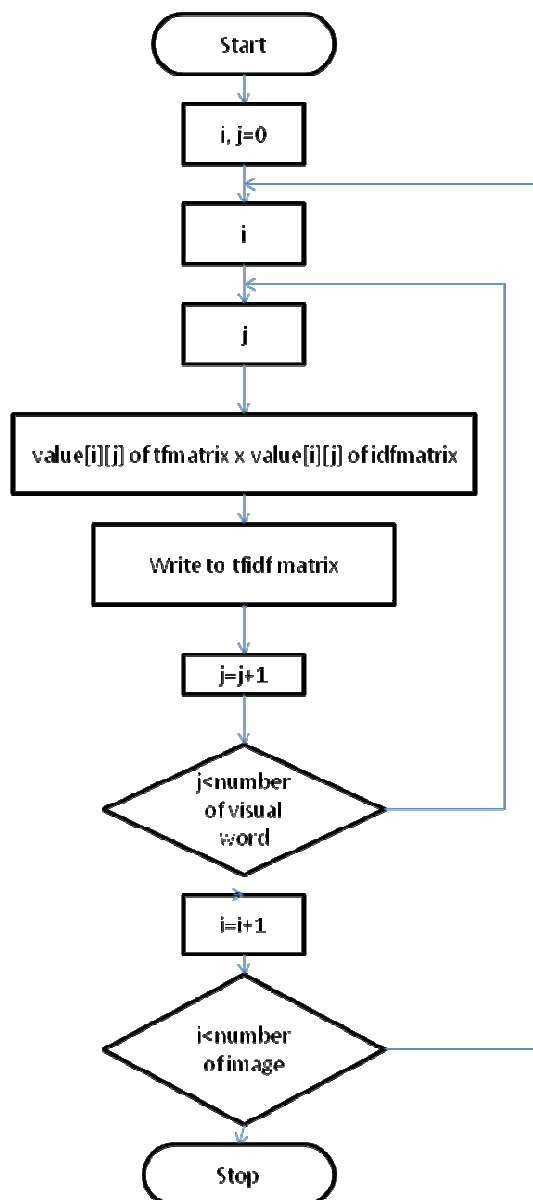 Start
i, j=0
i
j
value[i][j] of tfmatrix x value[i][j] of idfmatrix
Write to tfidf matrix
j=j+1
j<number
of visual
word
i=i+1
i<number
of image
Stop